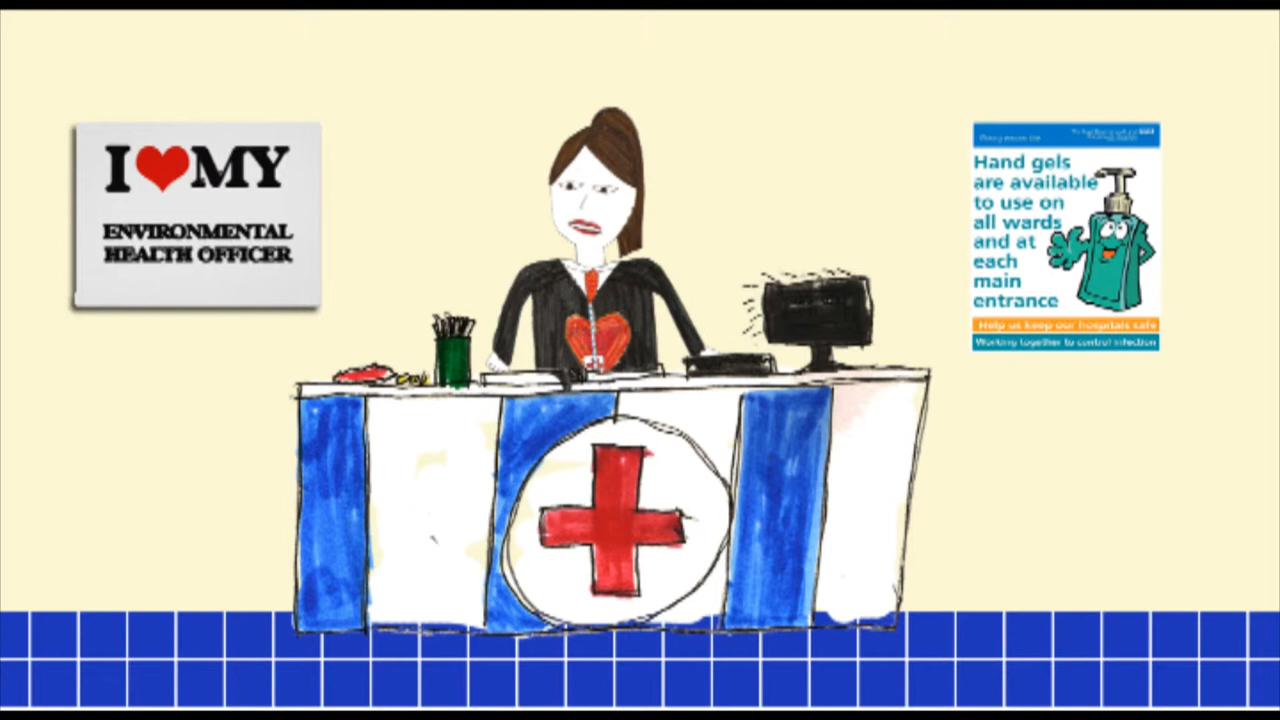 I❤MY
ENVIRONMENTAL
HEALTH OFFICER
Hand gels
are available
to use on
all wards
and at
each
main
entrance
Help us keep our hospitals safe
Working together to control infection